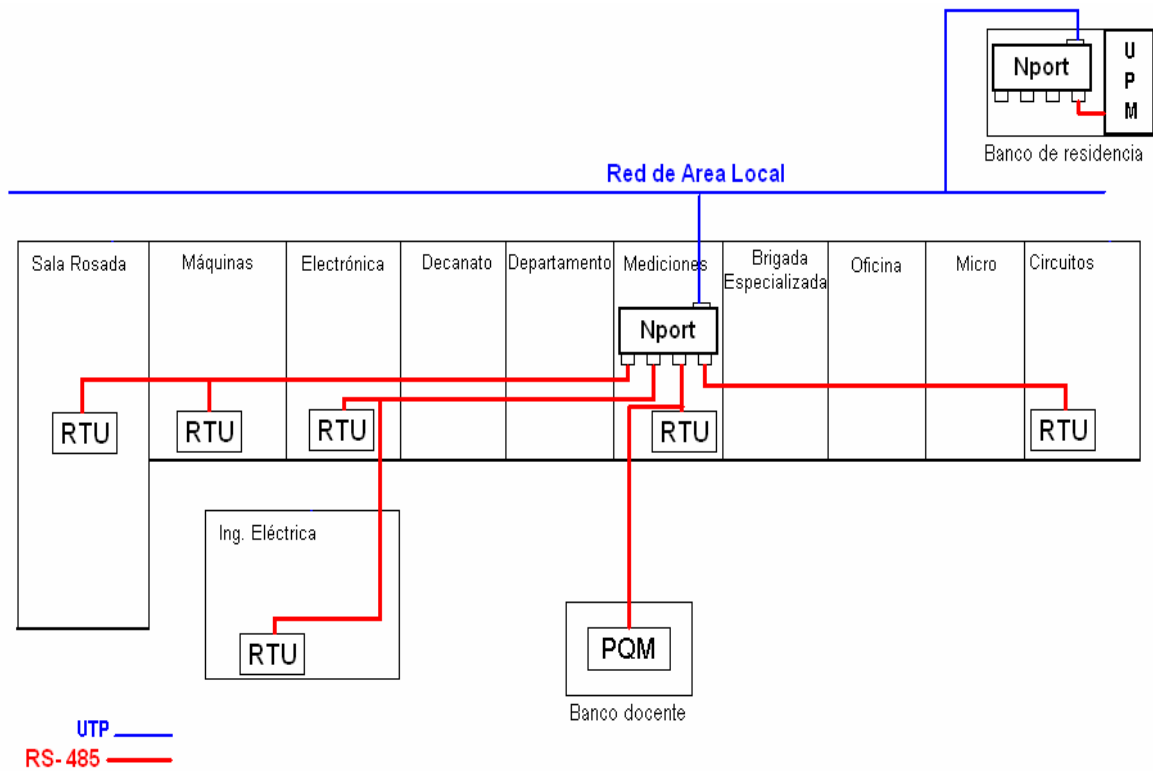 Nport
U
P
M
Banco de residencia
Red de Area Local
Sala Rosada
Máquinas
Electrónica
Decanato
Departamento
Mediciones
Brigada
Especializada
Oficina
Micro
Circuitos
Nport
RTU
RTU
RTU
RTU
RTU
Ing. Eléctrica
RTU
PQM
Banco docente
UTP
RS-485